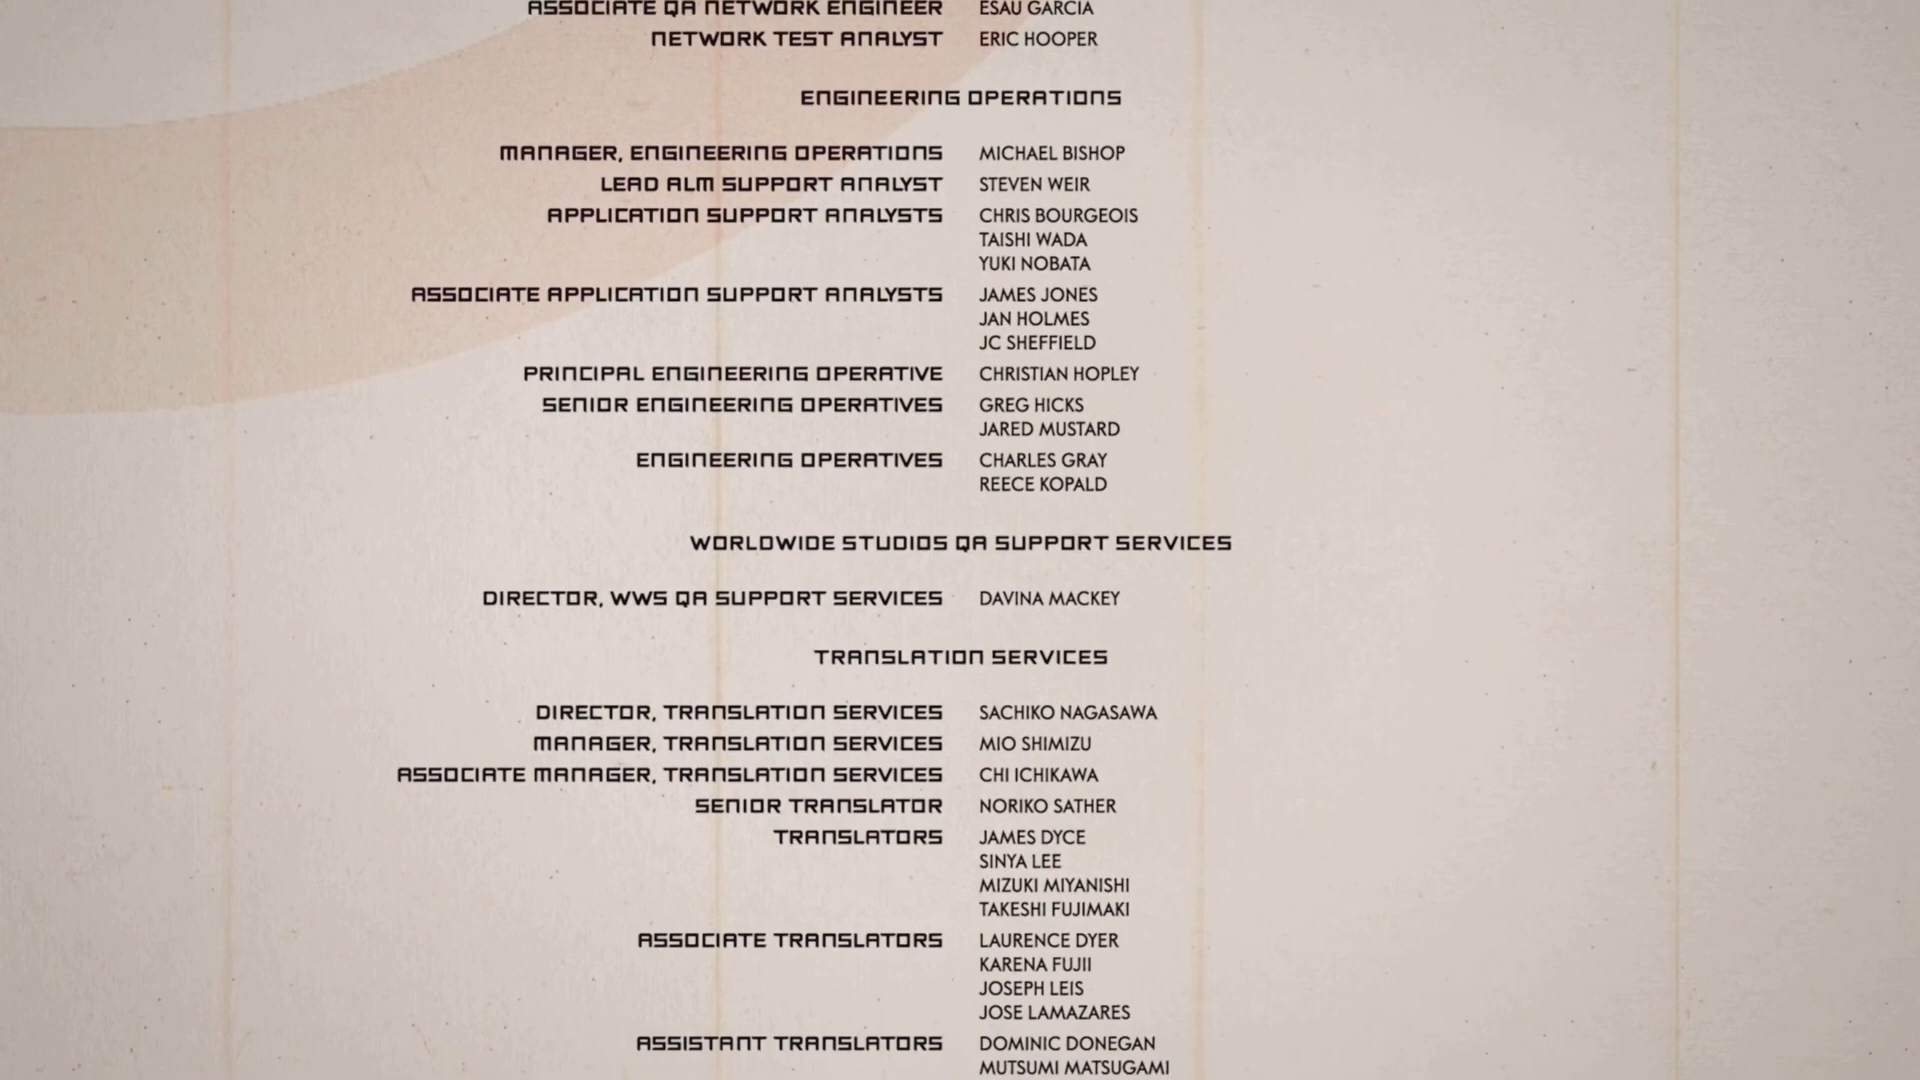 ASSOCIATE QA NETWORK ENGINEER ESAU GARCIA
NETWORK TEST ANALYST ERIC HOOPER
ENGINEERING OPERATIONS
MANAGER, ENGINEERING OPERATIONS MICHAEL BISHOP
LEAD ALM SUPPORT ANALYST STEVEN WEIR
APPLICATION SUPPORT ANALYSTS CHRIS BOURGEOIS
TAISHI WADA
YUKI NOBATA
ASSOCIATE APPLICATION SUPPORT ANALYSTS JAMES JONES
JAN HOLMES
JC SHEFFIELD
PRINCIPAL ENGINEERING OPERATIVE CHRISTIAN HOPLEY
SENIOR ENGINEERING OPERATIVES GREG HICKS
JARED MUSTARD
ENGINEERING OPERATIVES CHARLES GRAY
REECE KOPALD
WORLDWIDE STUDIOS QA SUPPORT SERVICES
DIRECTOR, WWS QA SUPPORT SERVICES DAVINA MACKEY
TRANSLATION SERVICES
DIRECTOR, TRANSLATION SERVICES SACHIKO NAGASAWA
MANAGER, TRANSLATION SERVICES MIO SHIMIZU
ASSOCIATE MANAGER, TRANSLATION SERVICES CHI ICHIKAWA
SENIOR TRANSLATOR NORIKO SATHER
TRANSLATORS JAMES DYCE
SINYA LEE
MIZUKI MIYANISHI
TAKESHI FUJIMAKI
ASSOCIATE TRANSLATORS LAURENCE DYER
KARENA FUJII
JOSEPH LEIS
JOSE LAMAZARES
ASSISTANT TRANSLATORS DOMINIC DONEGAN
MUTSUMI MATSUGAMI